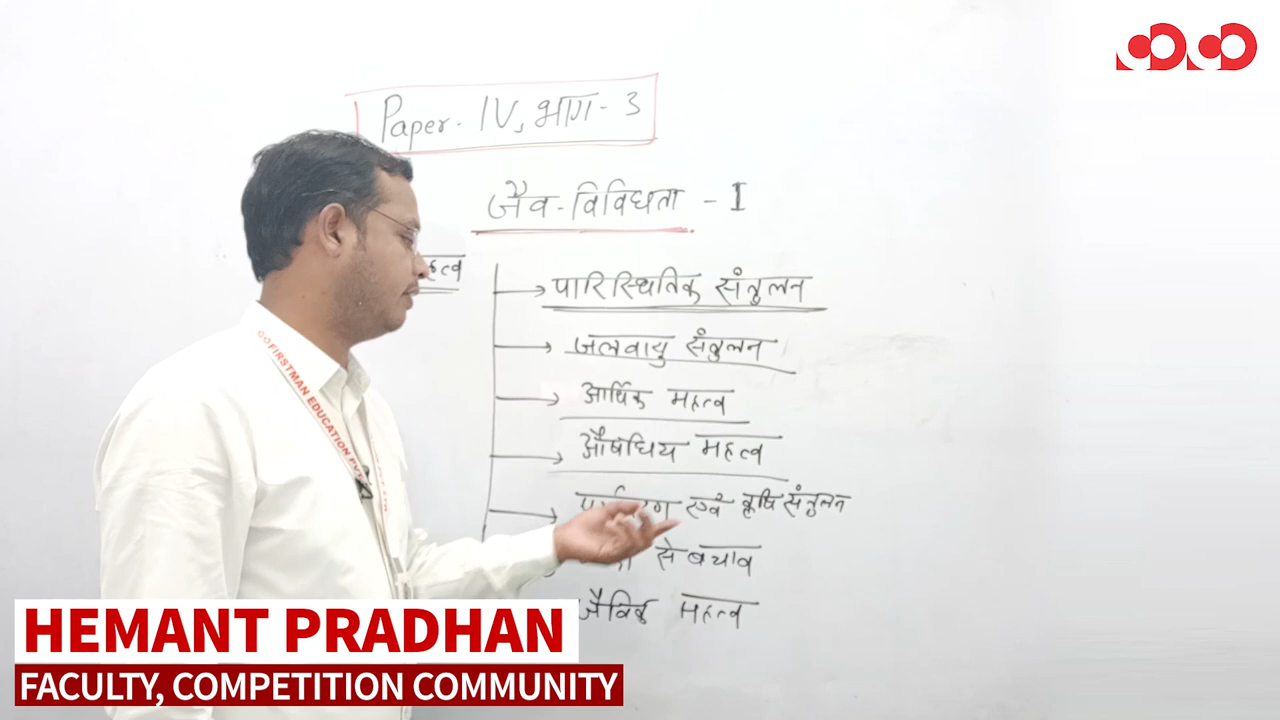 Paper - IV, भाग - 3
जैव - विविधता - I
महत्व
पारिस्थितिक संतुलन
जलवायु संतुलन
आर्थिक महत्व
औषधिय महत्व
एवं कृषि संतुलन
से बचाव
जैविक महत्व
FIRSTMAN EDUCATION PVT
HEMANT PRADHAN
FACULTY, COMPETITION COMMUNITY